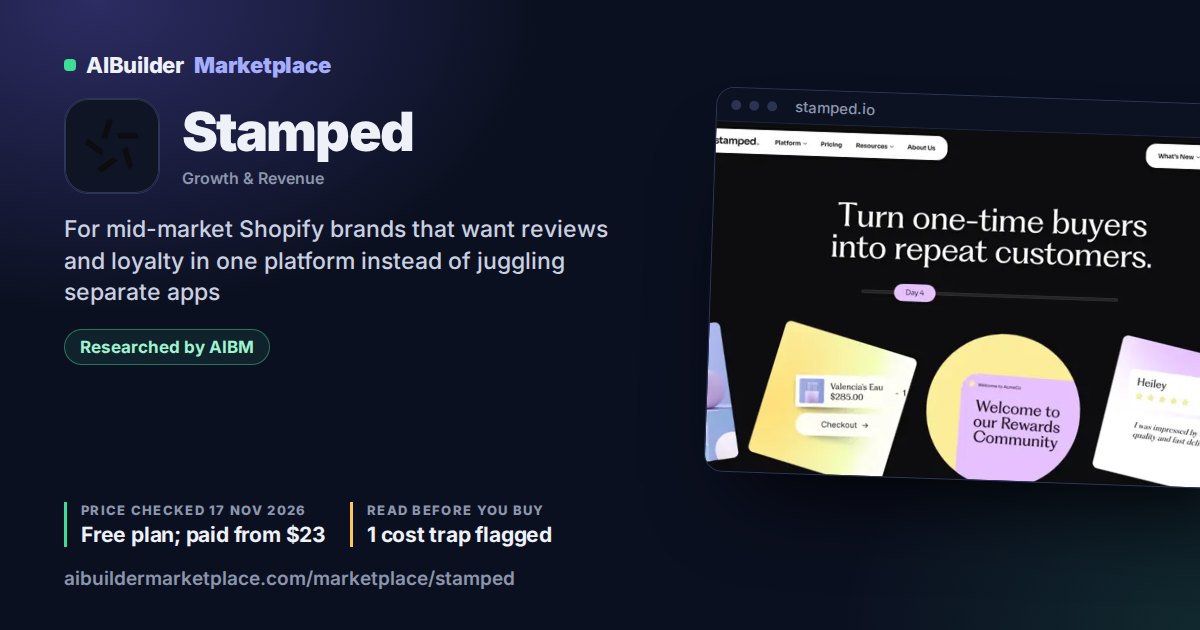 AIBuilder Marketplace
Stamped
Growth & Revenue
For mid-market Shopify brands that want reviews
and loyalty in one platform instead of juggling
separate apps
Researched by AIBM
PRICE CHECKED 17 NOV 2026
Free plan; paid from $23
READ BEFORE YOU BUY
1 cost trap flagged
aibuildermarketplace.com/marketplace/stamped
stamped.io
stamped.
Platform
Pricing
Resources
About Us
What's New
Turn one-time buyers
into repeat customers.
Day 4
Valencia's Eau
$285.00
- 1
Checkout →
Welcome to AcmeCo
Welcome to
our Rewards
Community
Heiley
I was impressed by
quality and fast